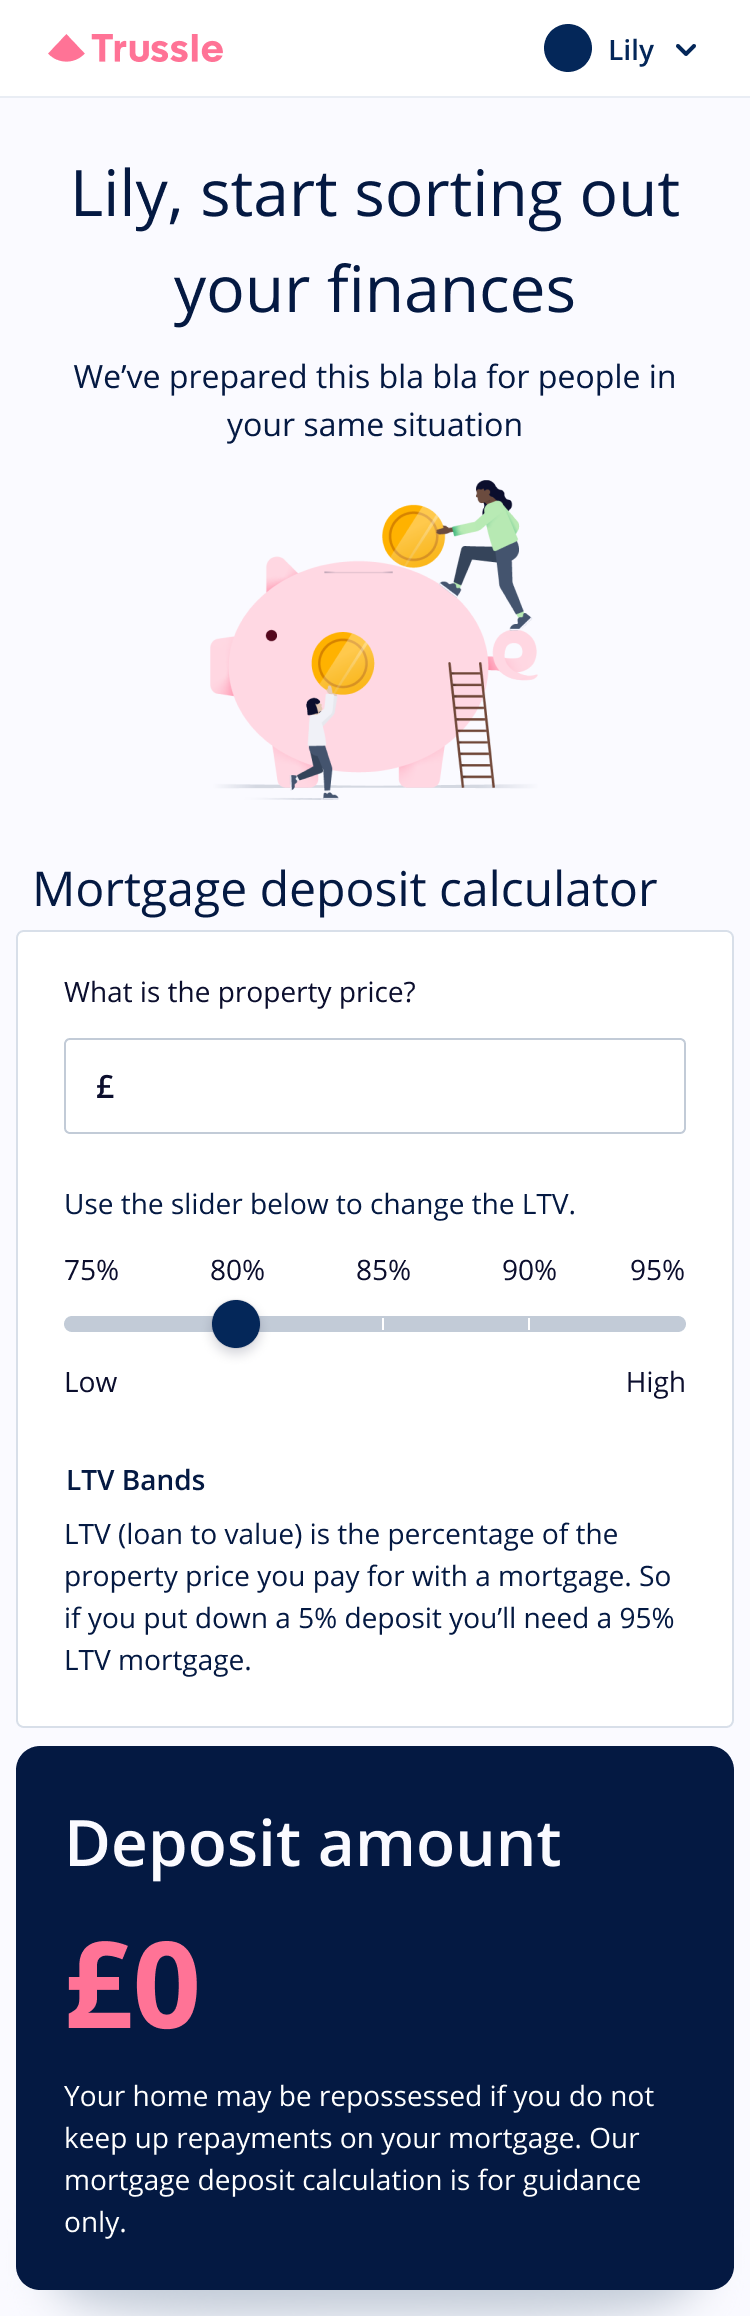 Trussle
Lily
Lily, start sorting out
your finances
We’ve prepared this bla bla for people in
your same situation
Mortgage deposit calculator
What is the property price?
£
Use the slider below to change the LTV.
75% 80% 85% 90% 95%
Low High
LTV Bands
LTV (loan to value) is the percentage of the
property price you pay for with a mortgage. So
if you put down a 5% deposit you’ll need a 95%
LTV mortgage.
Deposit amount
£0
Your home may be repossessed if you do not
keep up repayments on your mortgage. Our
mortgage deposit calculation is for guidance
only.